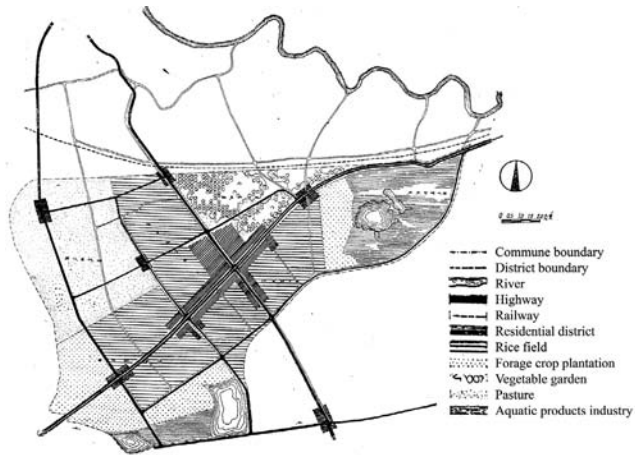 Commune boundary
District boundary
River
Highway
Railway
Residential district
Rice field
Forage crop plantation
Vegetable garden
Pasture
Aquatic products industry